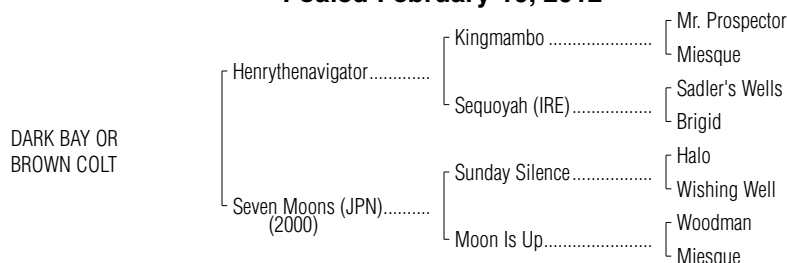 Foaled February 2012
Mr. Prospector
Kingmambo ......................
Miesque
Henrythenavigator.............
Sadler's Wells
Sequoyah (IRE).................
Brigid
DARK BAY OR
BROWN COLT
Halo
Sunday Silence.................
Wishing Well
Seven Moons (JPN)..........
(2000)
Woodman
Moon Is Up.......................
Miesque